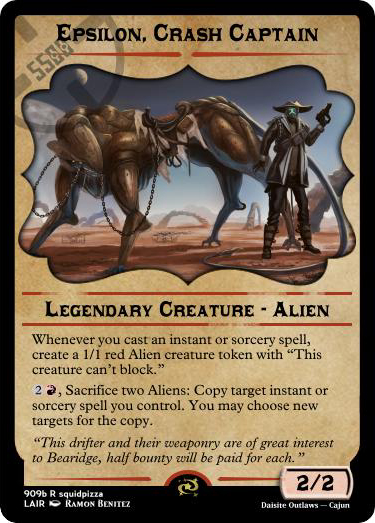 Epsilon, Crash Captain
5508
Legendary Creature - Alien
Whenever you cast an instant or sorcery spell,
create a 1/1 red Alien creature token with “This
creature can’t block.”
2, Sacrifice two Aliens: Copy target instant or
sorcery spell you control. You may choose new
targets for the copy.
“This drifter and their weaponry are of great interest
to Bearidge, half bounty will be paid for each.”
2/2
909b R squidpizza
LAIR Ramon Benitez
Daisite Outlaws — Cajun